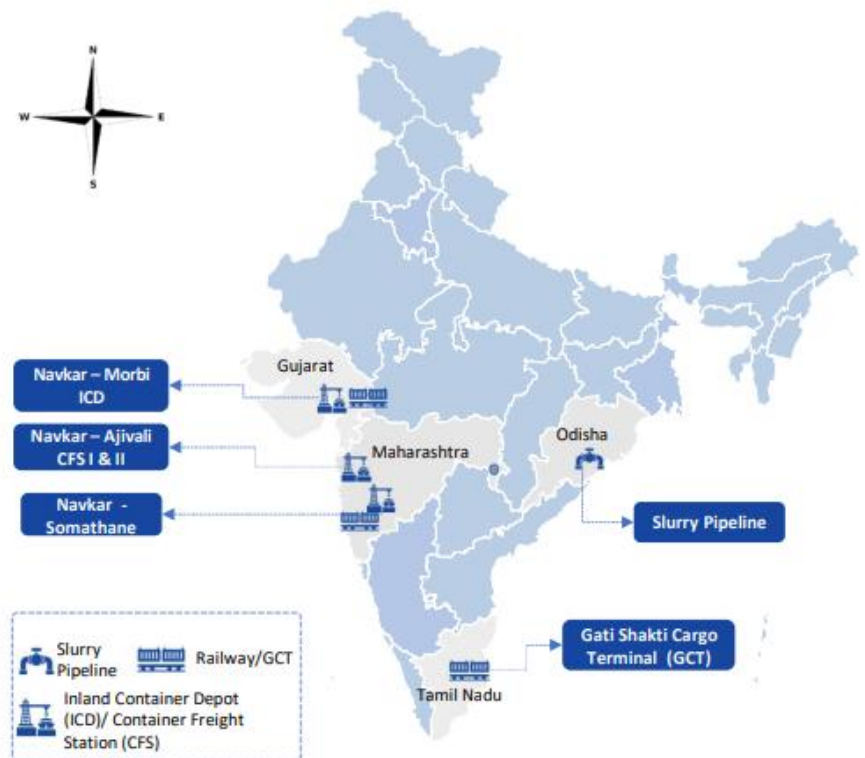 N
W
E
S
Gujarat
Navkar – Morbi
ICD
Navkar – Ajivali
CFS I & II
Maharashtra
Odisha
Navkar -
Somathane
Slurry Pipeline
Gati Shakti Cargo
Terminal (GCT)
Tamil Nadu
Slurry
Pipeline
Railway/GCT
Inland Container Depot
(ICD)/ Container Freight
Station (CFS)